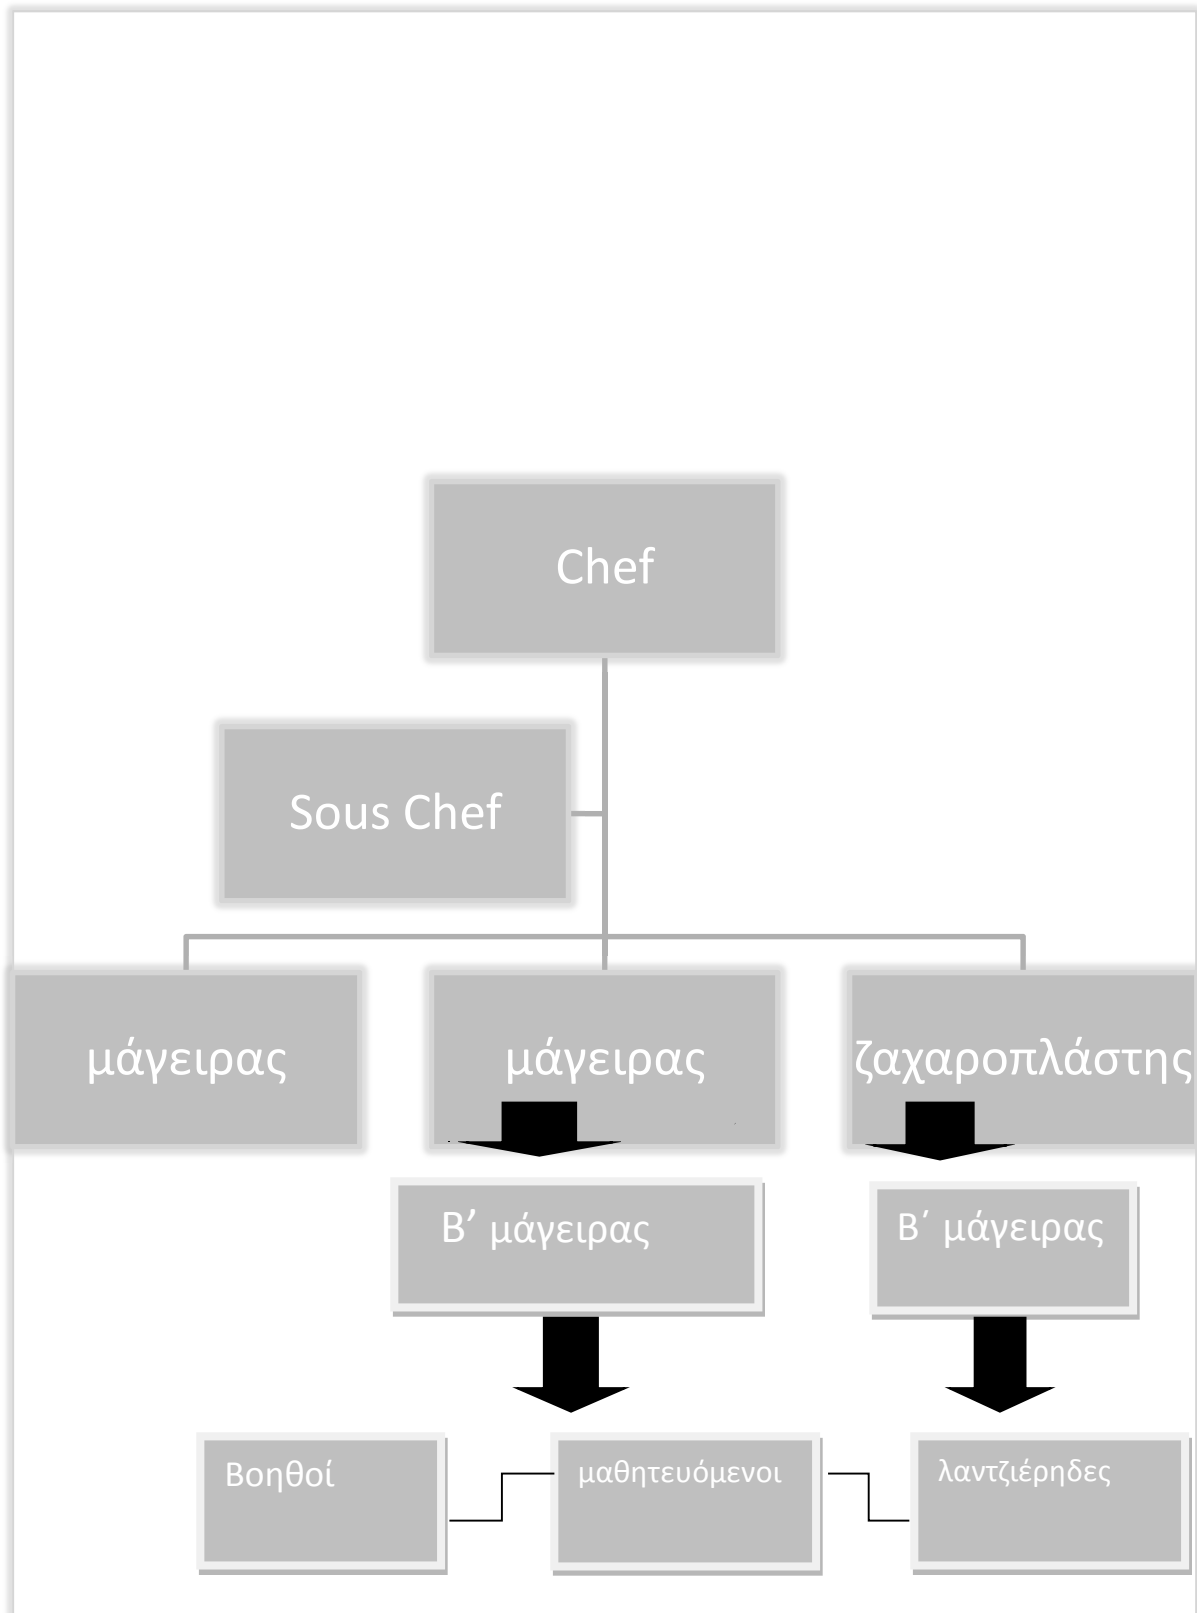 Chef
Sous Chef
μάγειρας
μάγειρας
ζαχαροπλάστης
Β’ μάγειρας
Β΄ μάγειρας
Βοηθοί
μαθητευόμενοι
λαντζιέρηδες